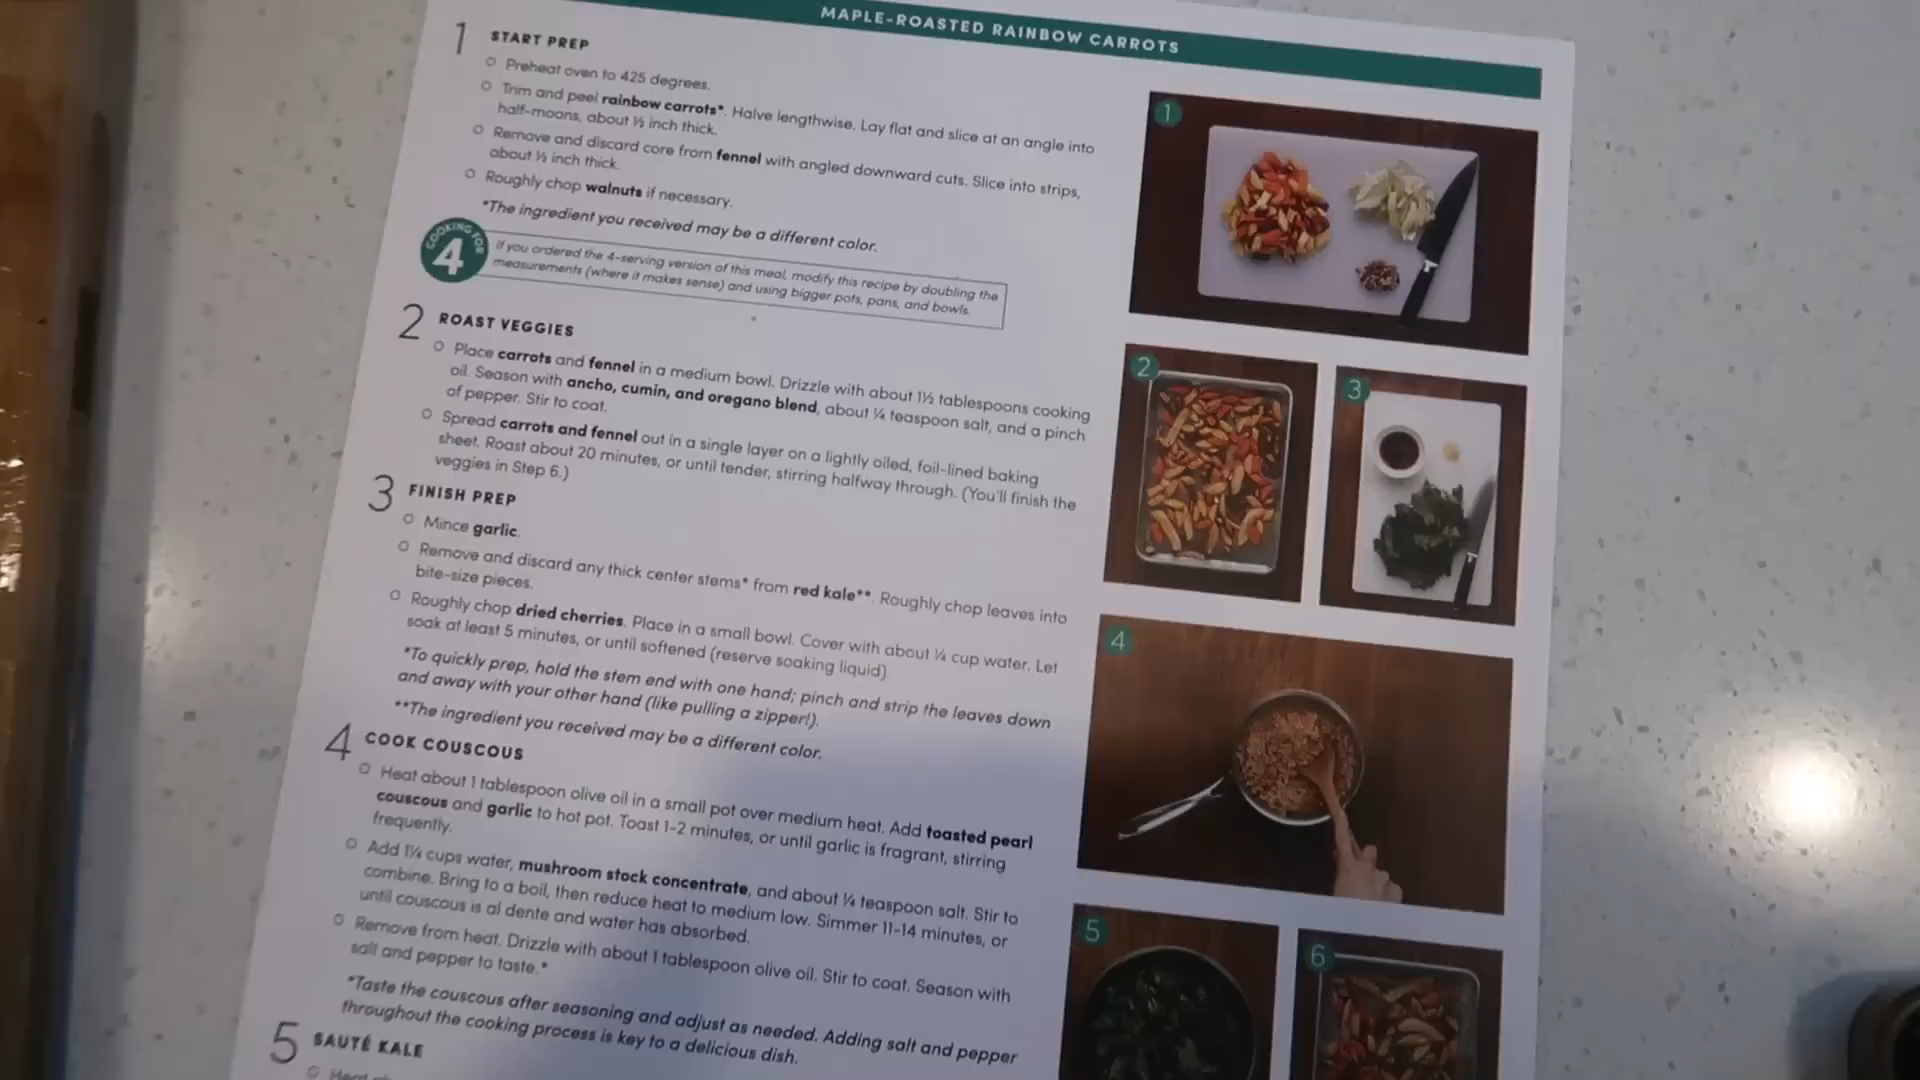 MAPLE-ROASTED RAINBOW CARROTS
1 START PREP
Preheat oven to 425 degrees.
Trim and peel rainbow carrots*. Halve lengthwise. Lay flat and slice at an angle into
half-moons, about ½ inch thick.
Remove and discard core from fennel with angled downward cuts. Slice into strips,
about ½ inch thick.
Roughly chop walnuts if necessary.
*The ingredient you received may be a different color.
COOKING FOR
4
If you ordered the 4-serving version of this meal, modify this recipe by doubling the
measurements (where it makes sense) and using bigger pots, pans, and bowls.
2 ROAST VEGGIES
Place carrots and fennel in a medium bowl. Drizzle with about 1½ tablespoons cooking
oil. Season with ancho, cumin, and oregano blend, about ¼ teaspoon salt, and a pinch
of pepper. Stir to coat.
Spread carrots and fennel out in a single layer on a lightly oiled, foil-lined baking
sheet. Roast about 20 minutes, or until tender, stirring halfway through. (You'll finish the
veggies in Step 6.)
3 FINISH PREP
Mince garlic.
Remove and discard any thick center stems* from red kale**. Roughly chop leaves into
bite-size pieces.
Roughly chop dried cherries. Place in a small bowl. Cover with about ¼ cup water. Let
soak at least 5 minutes, or until softened (reserve soaking liquid).
*To quickly prep, hold the stem end with one hand; pinch and strip the leaves down
and away with your other hand (like pulling a zipper!).
**The ingredient you received may be a different color.
4 COOK COUSCOUS
Heat about 1 tablespoon olive oil in a small pot over medium heat. Add toasted pearl
couscous and garlic to hot pot. Toast 1-2 minutes, or until garlic is fragrant, stirring
frequently.
Add 1¼ cups water, mushroom stock concentrate, and about ¼ teaspoon salt. Stir to
combine. Bring to a boil, then reduce heat to medium low. Simmer 11-14 minutes, or
until couscous is al dente and water has absorbed.
Remove from heat. Drizzle with about 1 tablespoon olive oil. Stir to coat. Season with
salt and pepper to taste.*
*Taste the couscous after seasoning and adjust as needed. Adding salt and pepper
throughout the cooking process is key to a delicious dish.
5 SAUTÉ KALE
1
2
3
4
5
6